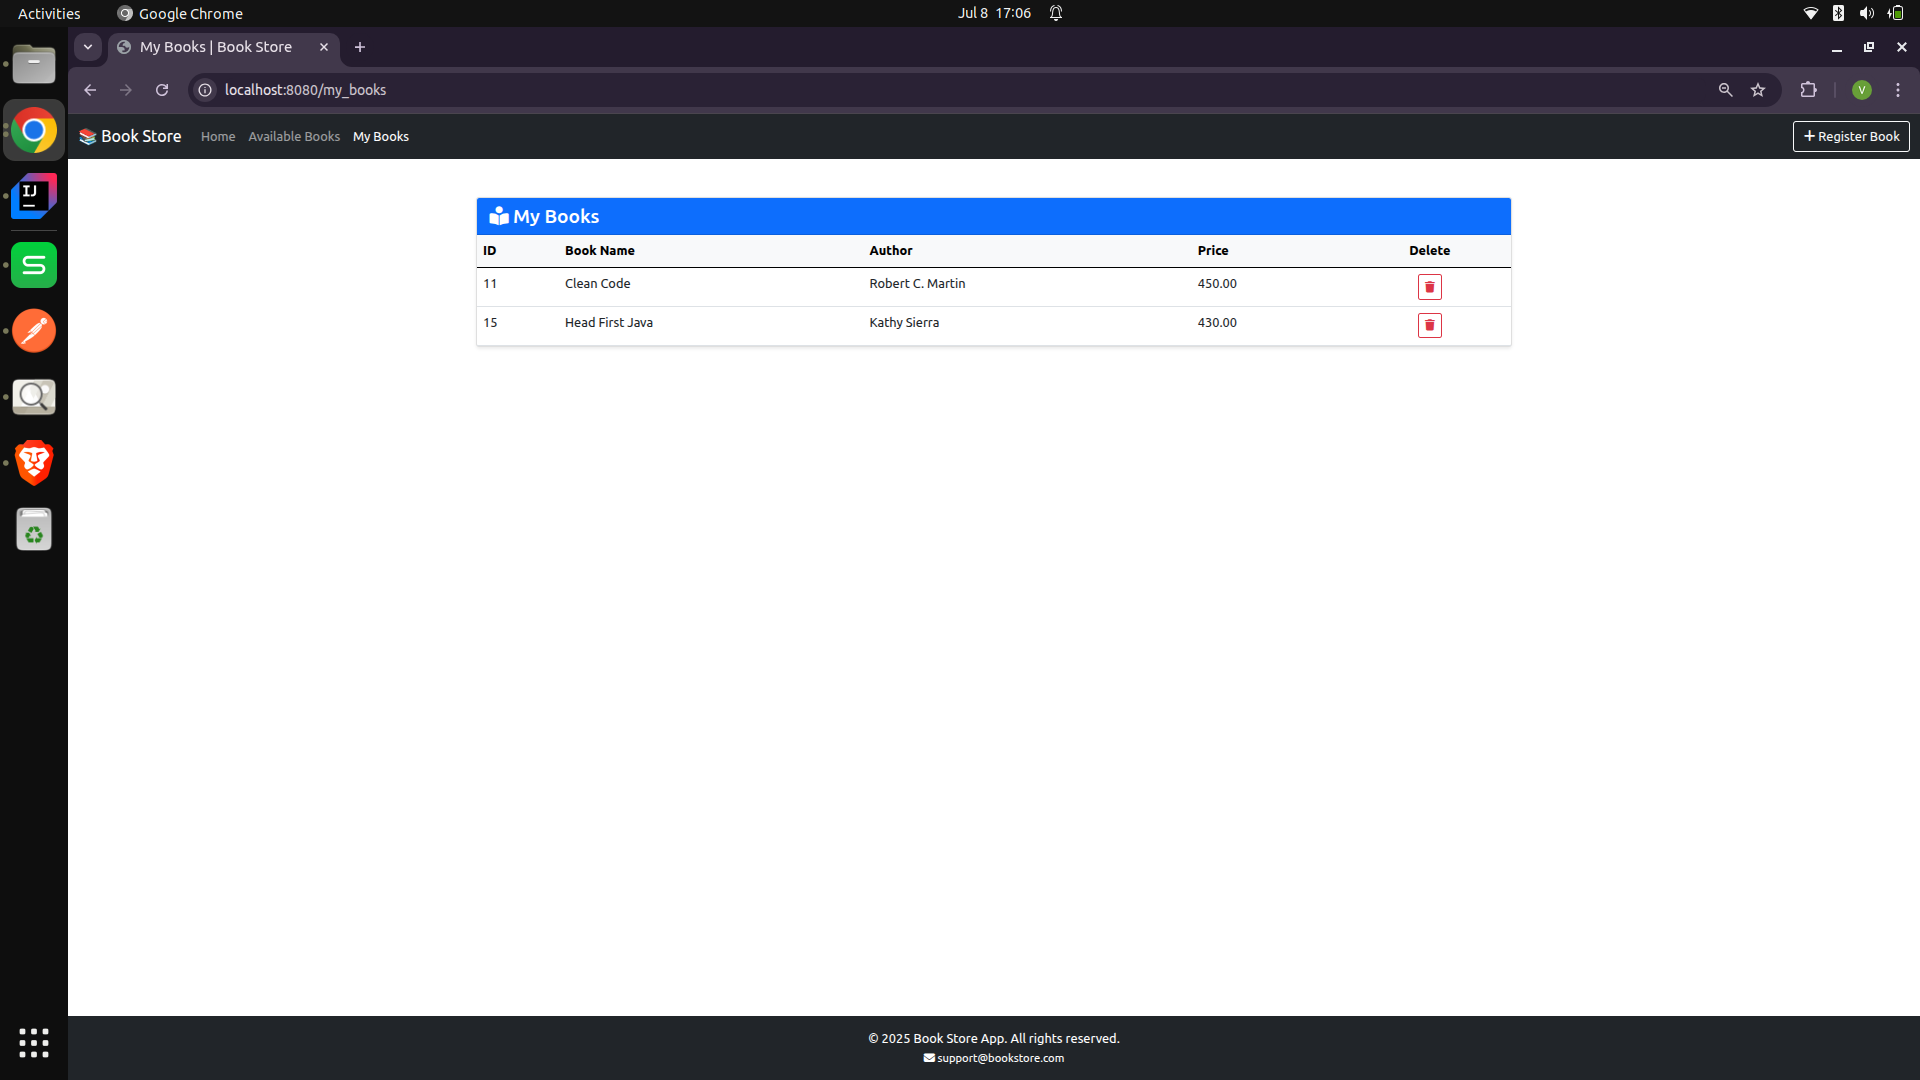 Activities Google Chrome Jul 8 17:06
My Books | Book Store
localhost:8080/my_books V
Book Store Home Available Books My Books + Register Book
My Books
ID Book Name Author Price Delete
11 Clean Code Robert C. Martin 450.00
15 Head First Java Kathy Sierra 430.00
IJ
S
© 2025 Book Store App. All rights reserved.
support@bookstore.com